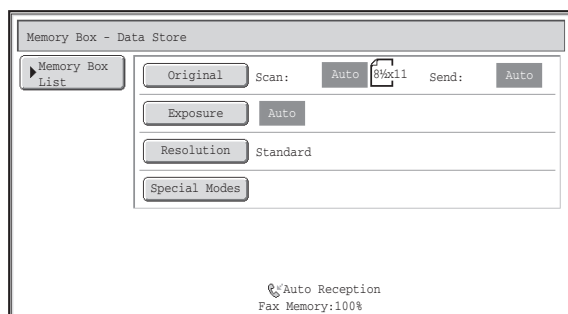 Memory Box - Data Store
Memory Box
List
Original Scan: Auto 8½x11 Send: Auto
Exposure Auto
Resolution Standard
Special Modes
Auto Reception
Fax Memory:100%